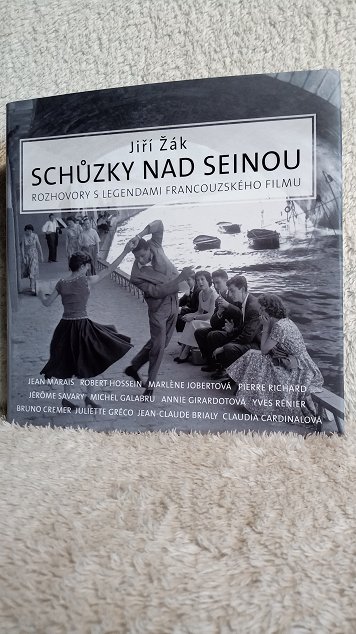 Jiří Žák
SCHŮZKY NAD SEINOU
ROZHOVORY S LEGENDAMI FRANCOUZSKÉHO FILMU
JEAN MARAIS ROBERT HOSSEIN MARLÈNE JOBERTOVÁ PIERRE RICHARD
JÉRÔME SAVARY MICHEL GALABRU ANNIE GIRARDOTOVÁ YVES RÉNIER
BRUNO CREMER JULIETTE GRÉCO JEAN-CLAUDE BRIALY CLAUDIA CARDINALOVÁ